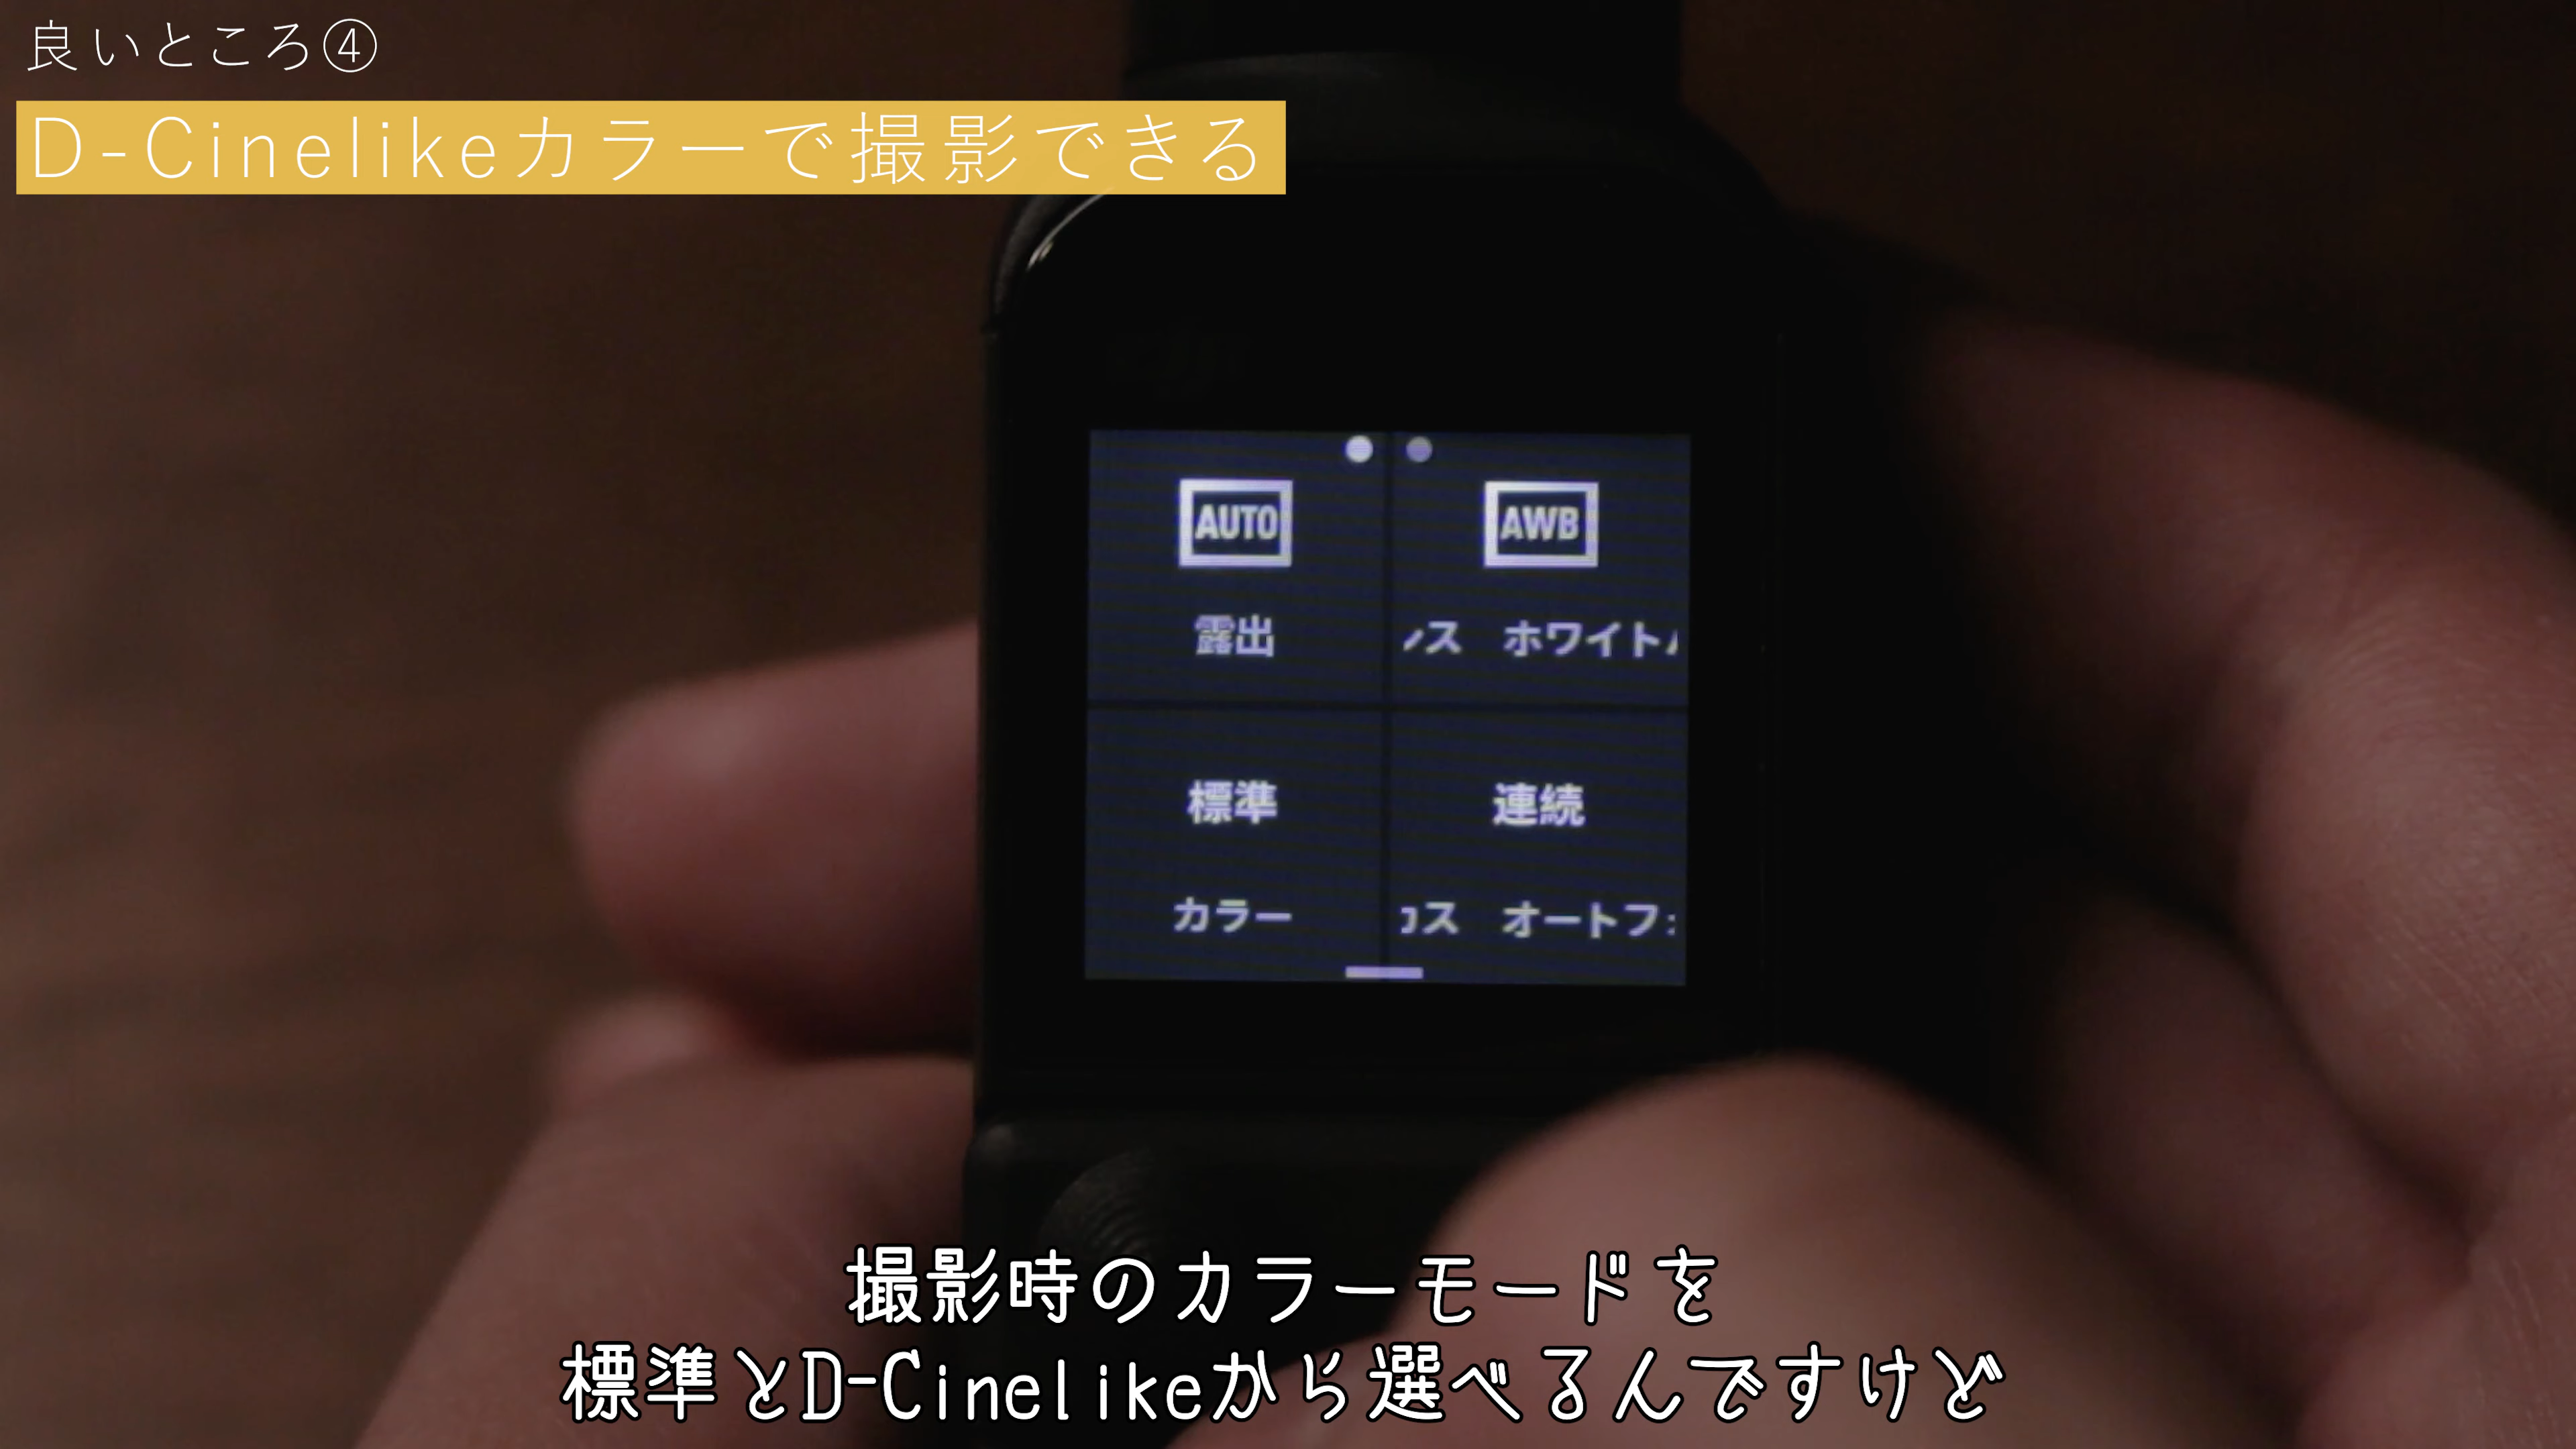 良いところ④
D-Cinelikeカラーで撮影できる
AUTO
AWB
露出
ス ホワイト
標準
連続
カラー
カス オートフ
撮影時のカラーモードを
標準とD-Cinelikeから選べるんですけど